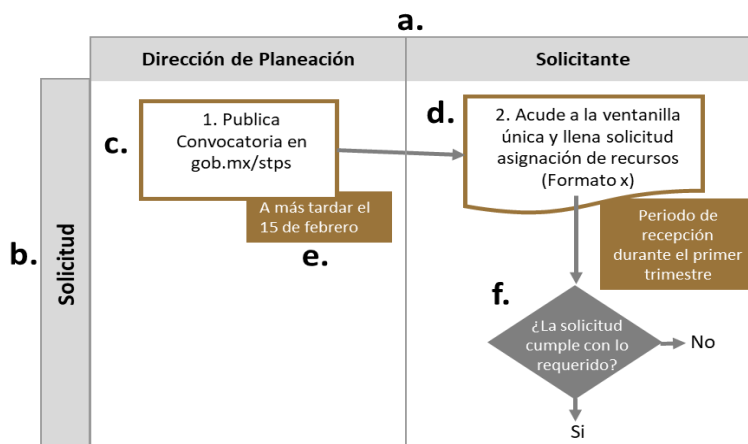 a.
Dirección de Planeación
Solicitante
b.
Solicitud
c.
1. Publica
Convocatoria en
gob.mx/stps
A más tardar el
15 de febrero
e.
d.
2. Acude a la ventanilla
única y llena solicitud
asignación de recursos
(Formato x)
Periodo de
recepción
durante el primer
trimestre
f.
¿La solicitud
cumple con lo
requerido?
No
Si